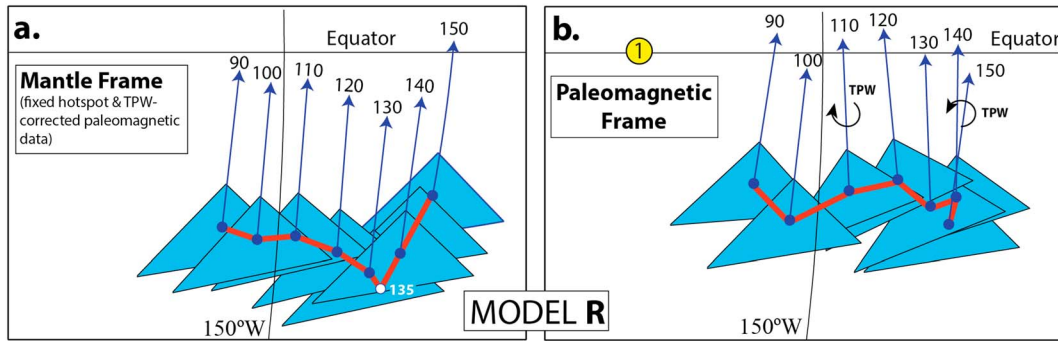 a.
Equator
150
90
100
110
120
130
140
Mantle Frame
(fixed hotspot & TPW-
corrected paleomagnetic
data)
135
150ºW
b.
1
Equator
90
100
110
120
130
140
150
TPW
TPW
Paleomagnetic
Frame
150ºW
MODEL R